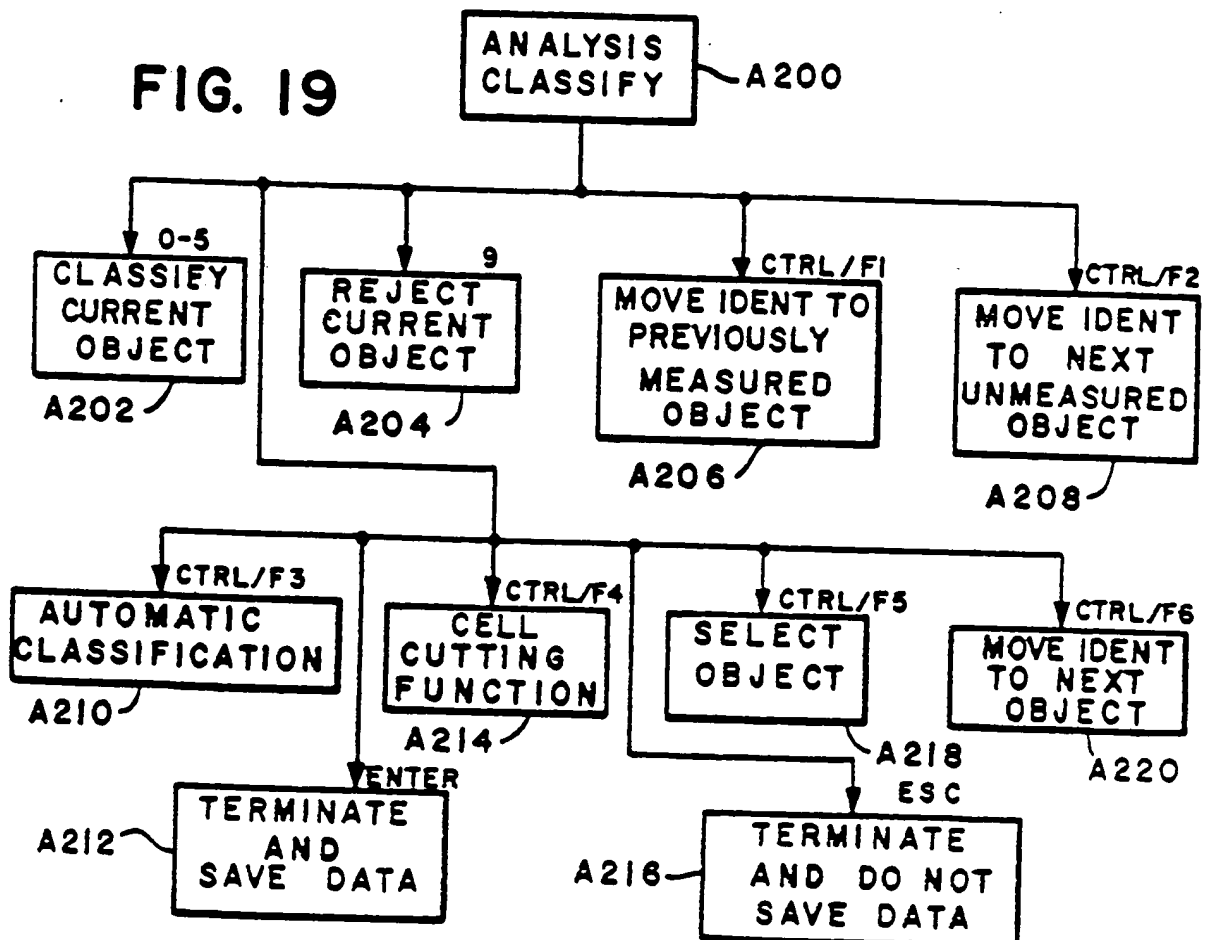 FIG. 19
ANALYSIS
CLASSIFY
A200
0-5
CLASSIFY
CURRENT
OBJECT
A202
9
REJECT
CURRENT
OBJECT
A204
CTRL/F1
MOVE IDENT TO
PREVIOUSLY
MEASURED
OBJECT
A206
CTRL/F2
MOVE IDENT
TO NEXT
UNMEASURED
OBJECT
A208
CTRL/F3
AUTOMATIC
CLASSIFICATION
A210
CTRL/F4
CELL
CUTTING
FUNCTION
A214
CTRL/F5
SELECT
OBJECT
A218
CTRL/F6
MOVE IDENT
TO NEXT
OBJECT
A220
ENTER
TERMINATE
AND
SAVE DATA
A212
ESC
TERMINATE
AND DO NOT
SAVE DATA
A216